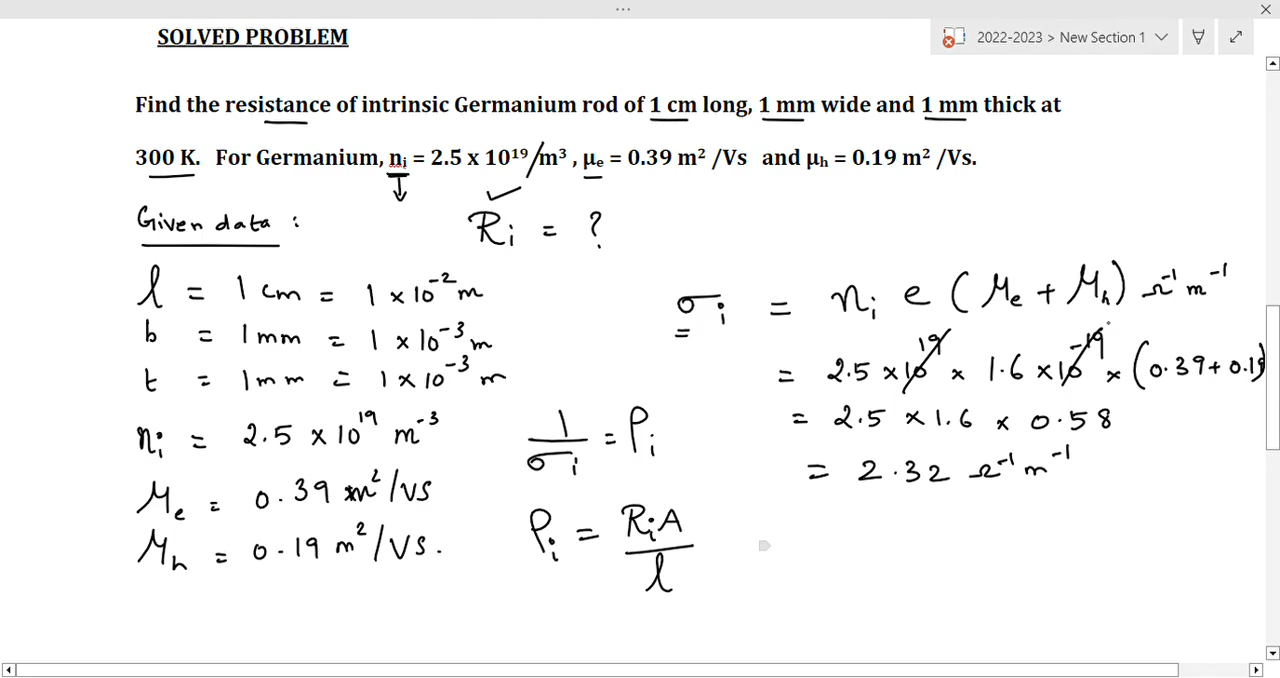 SOLVED PROBLEM
2022-2023 > New Section 1
Find the resistance of intrinsic Germanium rod of 1 cm long, 1 mm wide and 1 mm thick at
300 K. For Germanium, nᵢ = 2.5 x 10¹⁹/m³ , μₑ = 0.39 m² /Vs and μₕ = 0.19 m² /Vs.
Given data :
Rᵢ = ?
l = 1 cm = 1 × 10⁻² m
b = 1 mm = 1 × 10⁻³ m
t = 1 mm = 1 × 10⁻³ m
nᵢ = 2.5 × 10¹⁹ m⁻³
μₑ = 0.39 m²/VS
μₕ = 0.19 m²/VS.
1/σᵢ = ρᵢ
ρᵢ = RᵢA/l
σᵢ = nᵢ e (μₑ + μₕ) Ω⁻¹ m⁻¹
= 2.5 × 10¹⁹ × 1.6 × 10⁻¹⁹ × (0.39 + 0.19)
= 2.5 × 1.6 × 0.58
= 2.32 Ω⁻¹ m⁻¹